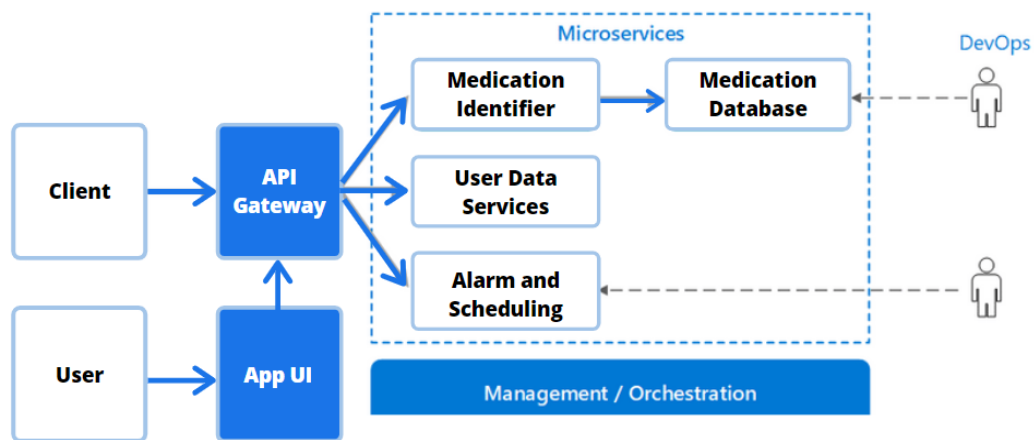 Microservices
DevOps
Medication
Identifier
Medication
Database
Client
API
Gateway
User Data
Services
Alarm and
Scheduling
User
App UI
Management / Orchestration